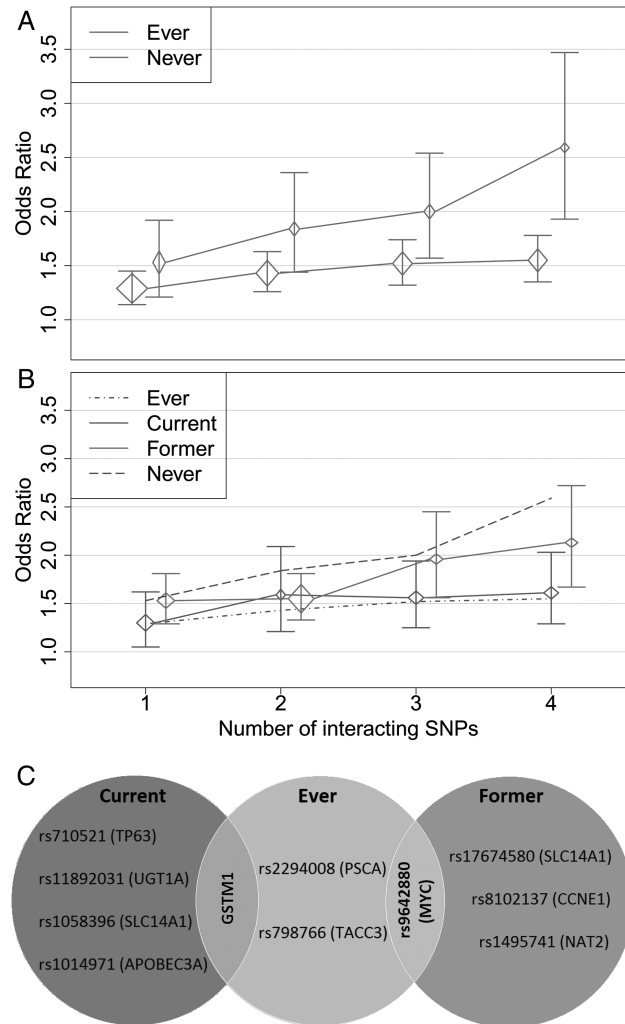 A
Ever
Never
3.5
3.0
2.5
2.0
1.5
1.0
Odds Ratio
B
Ever
Current
Former
Never
3.5
3.0
2.5
2.0
1.5
1.0
Odds Ratio
1 2 3 4
Number of interacting SNPs
C
Current
rs710521 (TP63)
rs11892031 (UGT1A)
rs1058396 (SLC14A1)
rs1014971 (APOBEC3A)
GSTM1
Ever
rs2294008 (PSCA)
rs798766 (TACC3)
rs9642880
(MYC)
Former
rs17674580 (SLC14A1)
rs8102137 (CCNE1)
rs1495741 (NAT2)